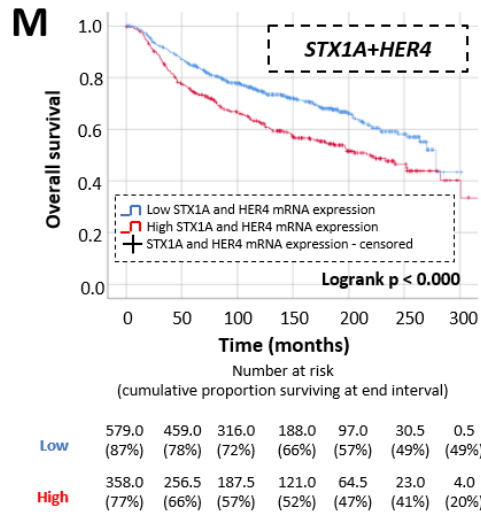 M
STX1A+HER4
Overall survival
1.0
0.8
0.6
0.4
0.2
0.0
Low STX1A and HER4 mRNA expression
High STX1A and HER4 mRNA expression
STX1A and HER4 mRNA expression - censored
Logrank p < 0.000
0 50 100 150 200 250 300
Time (months)
Number at risk
(cumulative proportion surviving at end interval)
579.0 459.0 316.0 188.0 97.0 30.5 0.5
Low (87%) (78%) (72%) (66%) (57%) (49%) (49%)
358.0 256.5 187.5 121.0 64.5 23.0 4.0
High (77%) (66%) (57%) (52%) (47%) (41%) (20%)